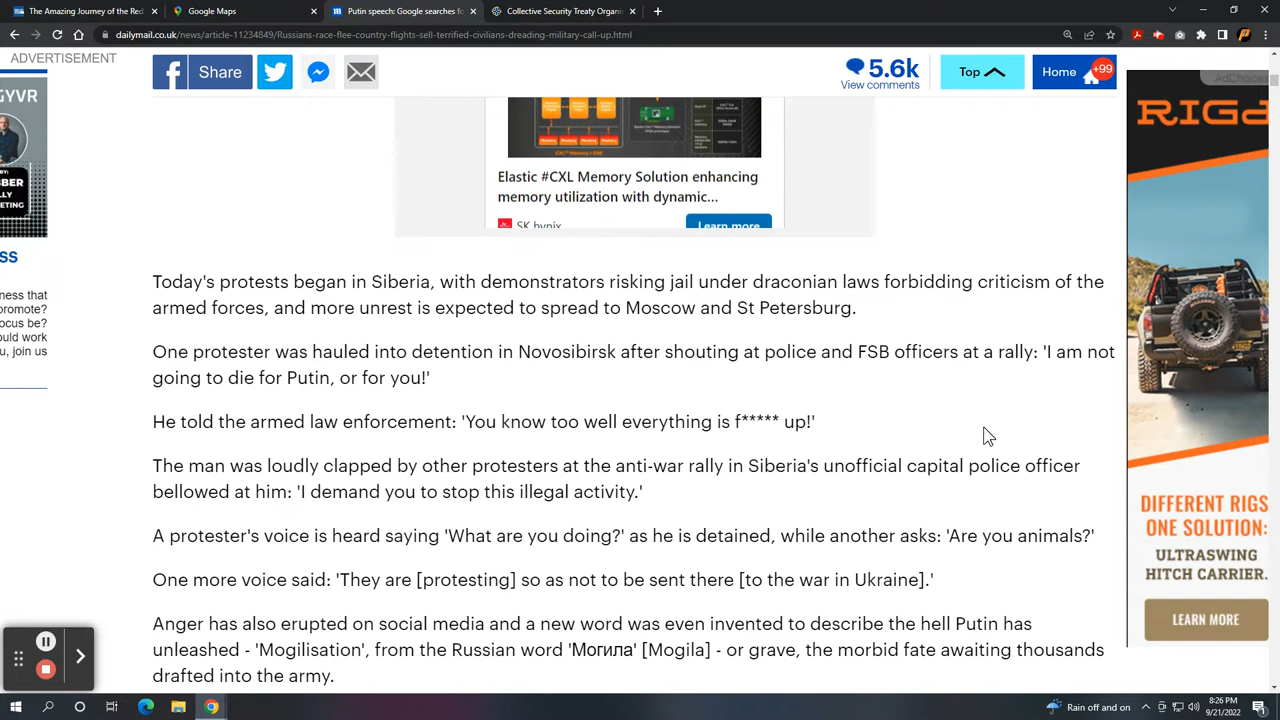 The Amazing Journey of the Red
Google Maps
Putin speech: Google searches fo
Collective Security Treaty Organis
dailymail.co.uk/news/article-11234849/Russians-race-flee-country-flights-sell-terrified-civilians-dreading-military-call-up.html
ADVERTISEMENT
Share
5.6k
View comments
Top
Home
+99
AdChoices
GYVR
RIGd
BER
LLY
ETING
Elastic #CXL Memory Solution enhancing
memory utilization with dynamic...
SK hynix
Learn more
SS
ness that
promote?
ocus be?
ould work
u, join us
Today's protests began in Siberia, with demonstrators risking jail under draconian laws forbidding criticism of the
armed forces, and more unrest is expected to spread to Moscow and St Petersburg.
One protester was hauled into detention in Novosibirsk after shouting at police and FSB officers at a rally: 'I am not
going to die for Putin, or for you!'
He told the armed law enforcement: 'You know too well everything is f***** up!'
The man was loudly clapped by other protesters at the anti-war rally in Siberia's unofficial capital police officer
bellowed at him: 'I demand you to stop this illegal activity.'
A protester's voice is heard saying 'What are you doing?' as he is detained, while another asks: 'Are you animals?'
One more voice said: 'They are [protesting] so as not to be sent there [to the war in Ukraine].'
Anger has also erupted on social media and a new word was even invented to describe the hell Putin has
unleashed - 'Mogilisation', from the Russian word 'Могила' [Mogila] - or grave, the morbid fate awaiting thousands
drafted into the army.
DIFFERENT RIGS
ONE SOLUTION:
ULTRASWING
HITCH CARRIER.
LEARN MORE
Rain off and on
8:26 PM
9/21/2022